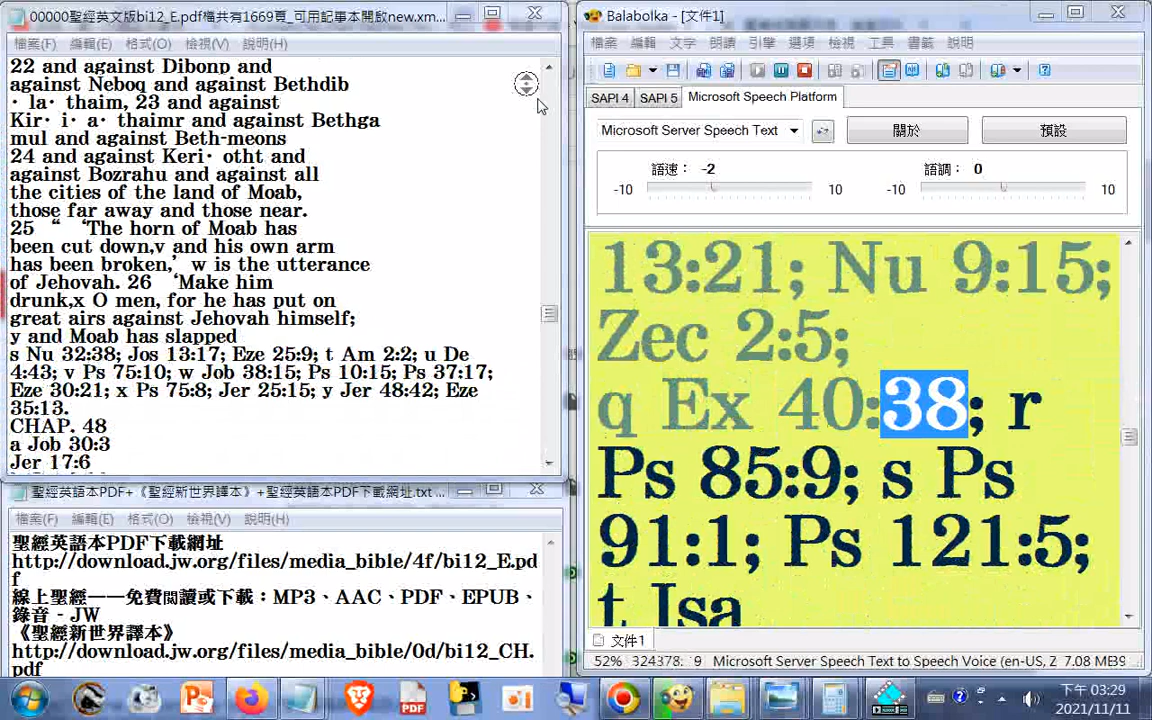 00000聖經英文版bi12_E.pdf檔共有1669頁_可用記事本開啟new.xm...
檔案(F) 編輯(E) 格式(O) 檢視(V) 說明(H)
22 and against Dibonp and
against Neboq and against Bethdib
· la· thaim, 23 and against
Kir· i· a· thaimr and against Bethga
mul and against Beth-meons
24 and against Keri· otht and
against Bozrahu and against all
the cities of the land of Moab,
those far away and those near.
25 “ ‘The horn of Moab has
been cut down,v and his own arm
has been broken,’ w is the utterance
of Jehovah. 26 ‘Make him
drunk,x O men, for he has put on
great airs against Jehovah himself;
y and Moab has slapped
s Nu 32:38; Jos 13:17; Eze 25:9; t Am 2:2; u De
4:43; v Ps 75:10; w Job 38:15; Ps 10:15; Ps 37:17;
Eze 30:21; x Ps 75:8; Jer 25:15; y Jer 48:42; Eze
35:13.
CHAP. 48
a Job 30:3
Jer 17:6
聖經英語本PDF+《聖經新世界譯本》+聖經英語本PDF下載網址.txt ...
檔案(F) 編輯(E) 格式(O) 檢視(V) 說明(H)
聖經英語本PDF下載網址
http://download.jw.org/files/media_bible/4f/bi12_E.pd
f
線上聖經——免費閱讀或下載：MP3、AAC、PDF、EPUB、
錄音 - JW
《聖經新世界譯本》
http://download.jw.org/files/media_bible/0d/bi12_CH.
pdf
Balabolka - [文件1]
檔案 編輯 文字 朗讀 引擎 選項 檢視 工具 書籤 說明
SAPI 4 SAPI 5 Microsoft Speech Platform
Microsoft Server Speech Text 關於 預設
語速： -2 語調： 0
-10 10 -10 10
13:21; Nu 9:15;
Zec 2:5;
q Ex 40:38; r
Ps 85:9; s Ps
91:1; Ps 121:5;
t Isa
文件1
52% 324378: 9 Microsoft Server Speech Text to Speech Voice (en-US, Z 7.08 MB
下午 03:29
2021/11/11